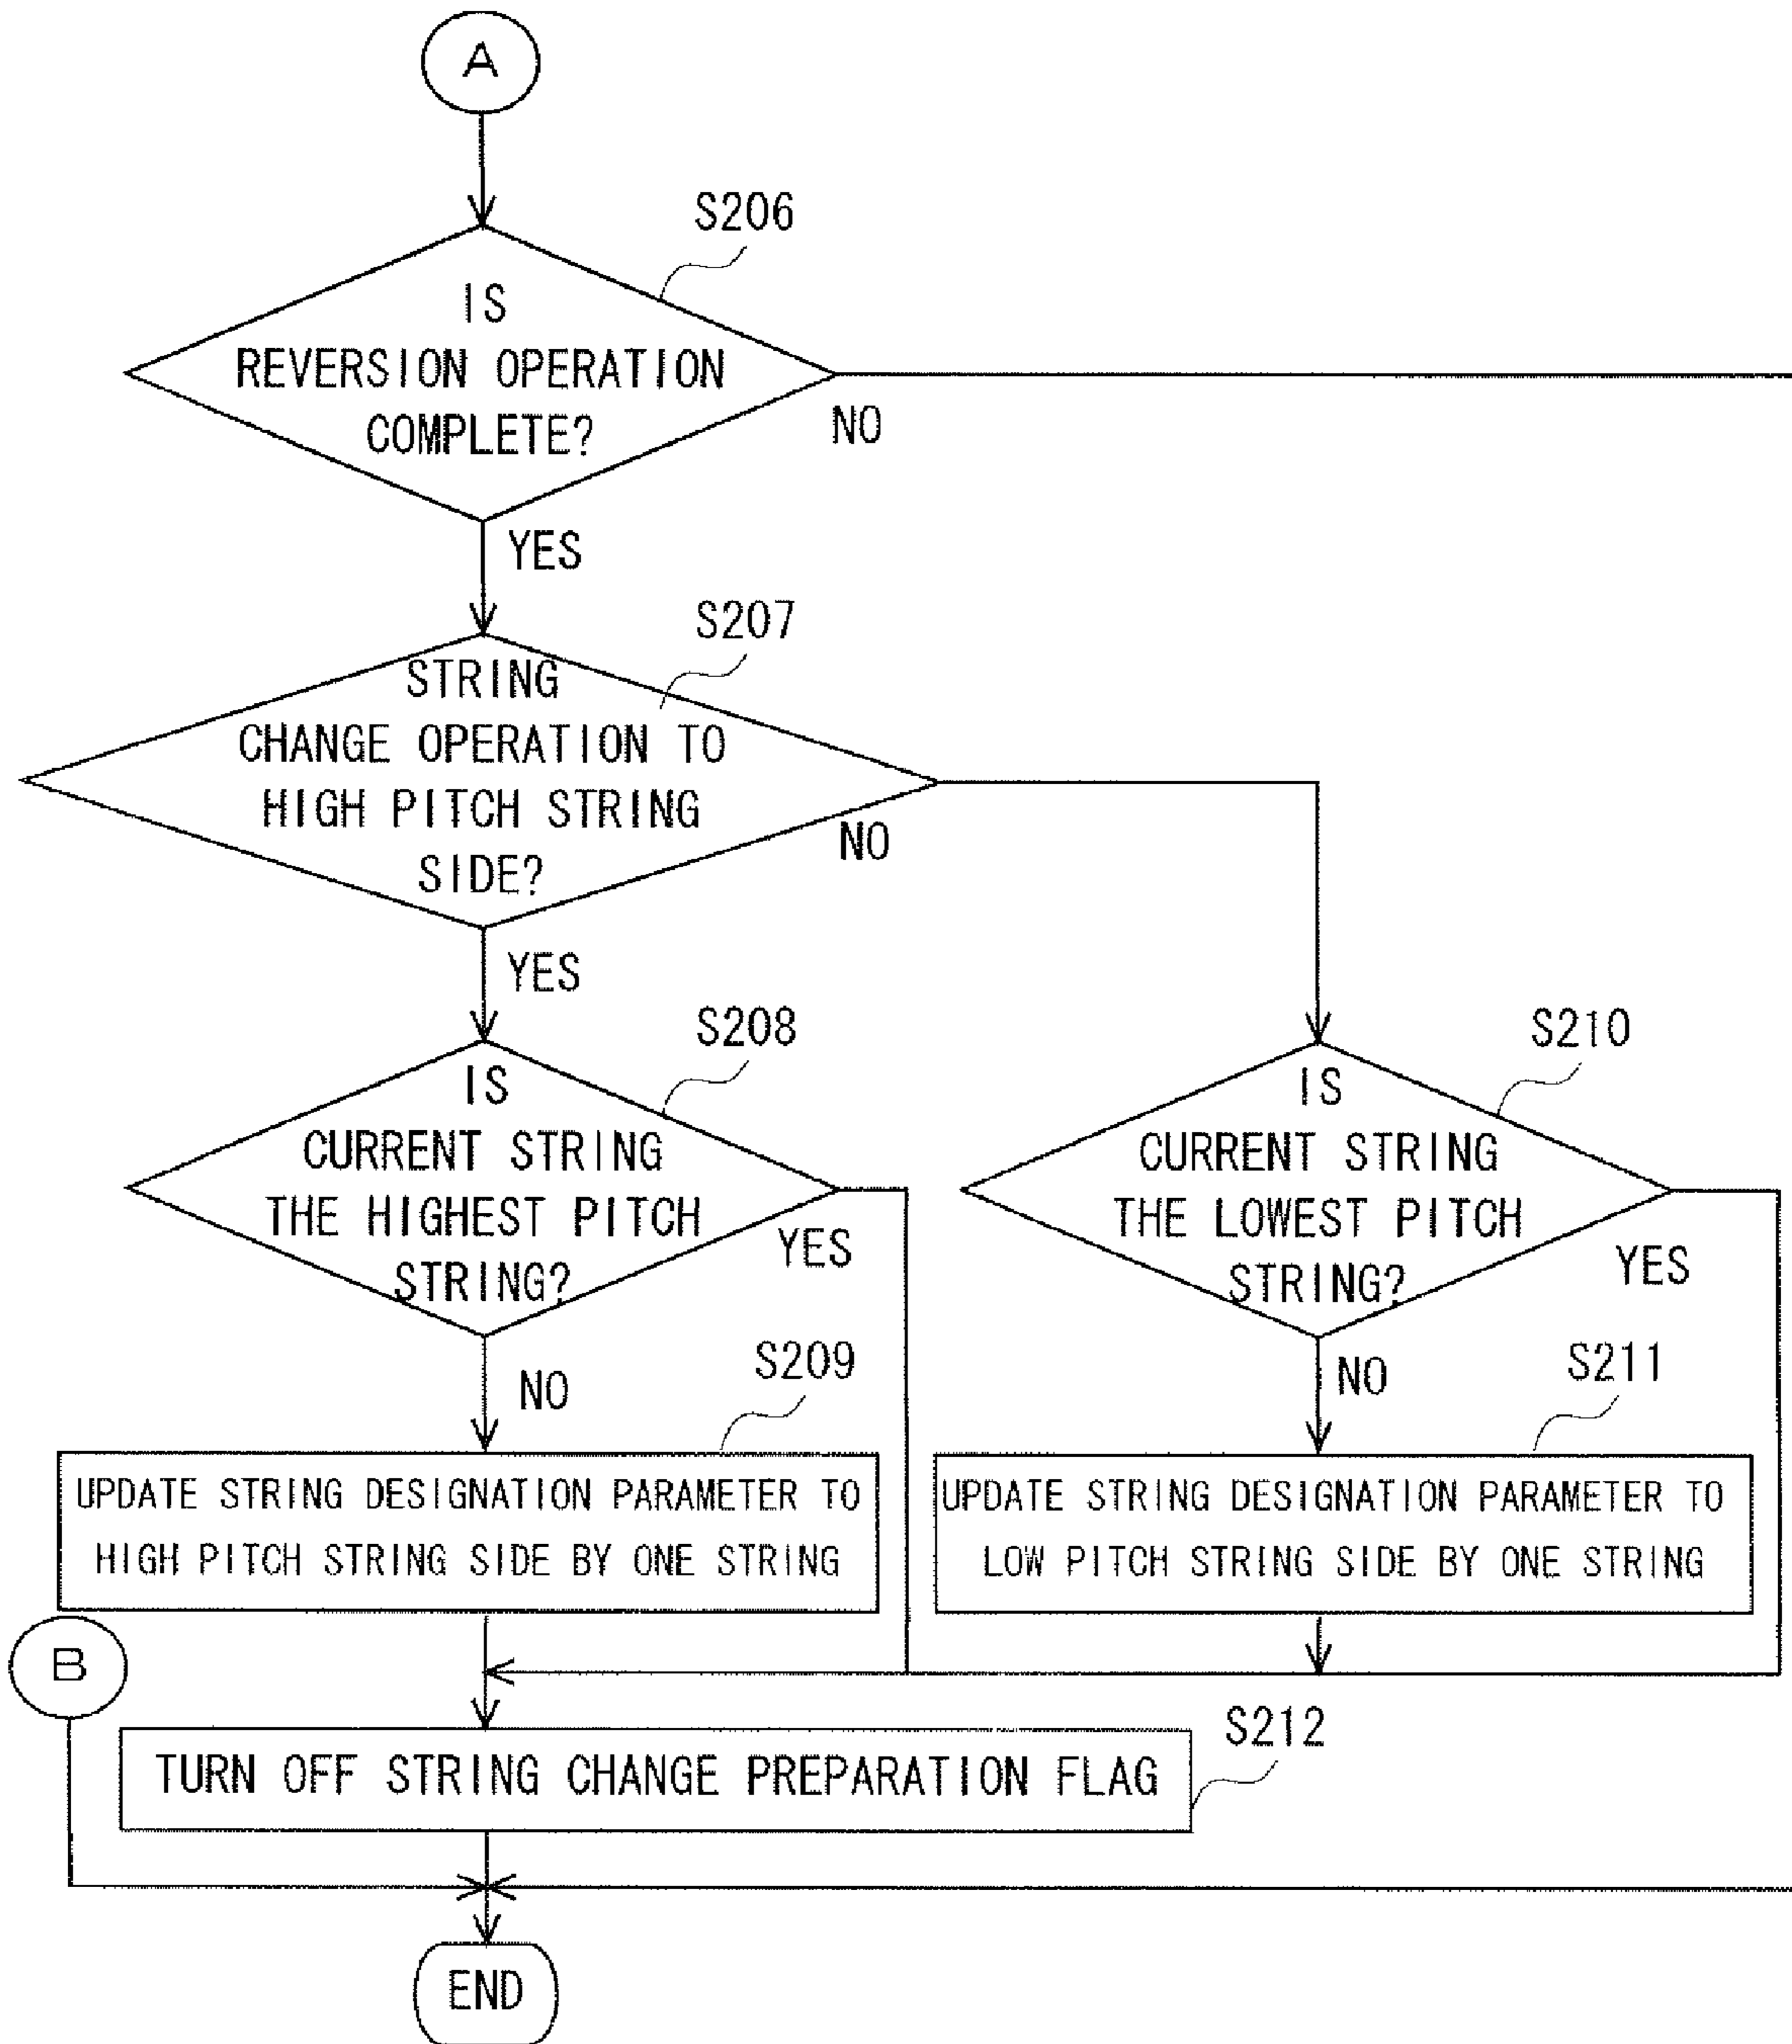 A
S206
IS
REVERSION OPERATION
COMPLETE?
NO
YES
S207
STRING
CHANGE OPERATION TO
HIGH PITCH STRING
SIDE?
NO
YES
S208
IS
CURRENT STRING
THE HIGHEST PITCH
STRING?
YES
NO
S210
IS
CURRENT STRING
THE LOWEST PITCH
STRING?
YES
NO
S209
UPDATE STRING DESIGNATION PARAMETER TO
HIGH PITCH STRING SIDE BY ONE STRING
S211
UPDATE STRING DESIGNATION PARAMETER TO
LOW PITCH STRING SIDE BY ONE STRING
B
S212
TURN OFF STRING CHANGE PREPARATION FLAG
END